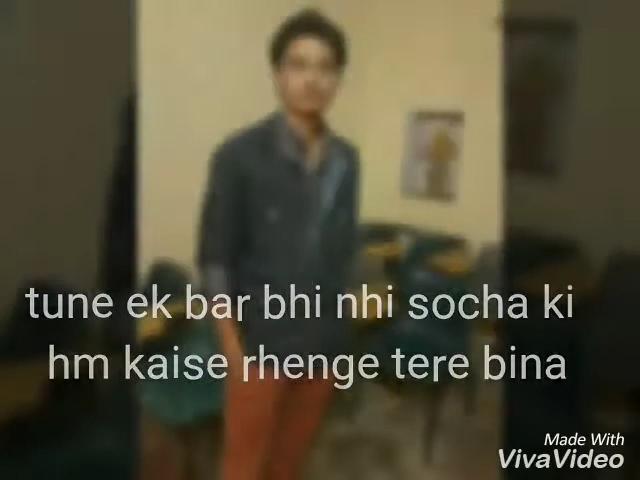 tune ek bar bhi nhi socha ki
hm kaise rhenge tere bina
Made With
VivaVideo